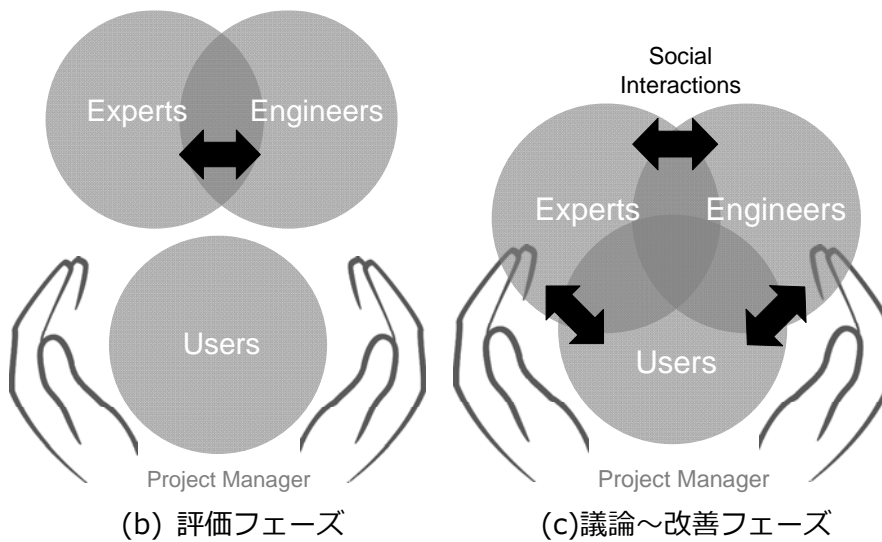 Experts
Engineers
Users
Project Manager
(b) 評価フェーズ
Social
Interactions
Experts
Engineers
Users
Project Manager
(c)議論～改善フェーズ